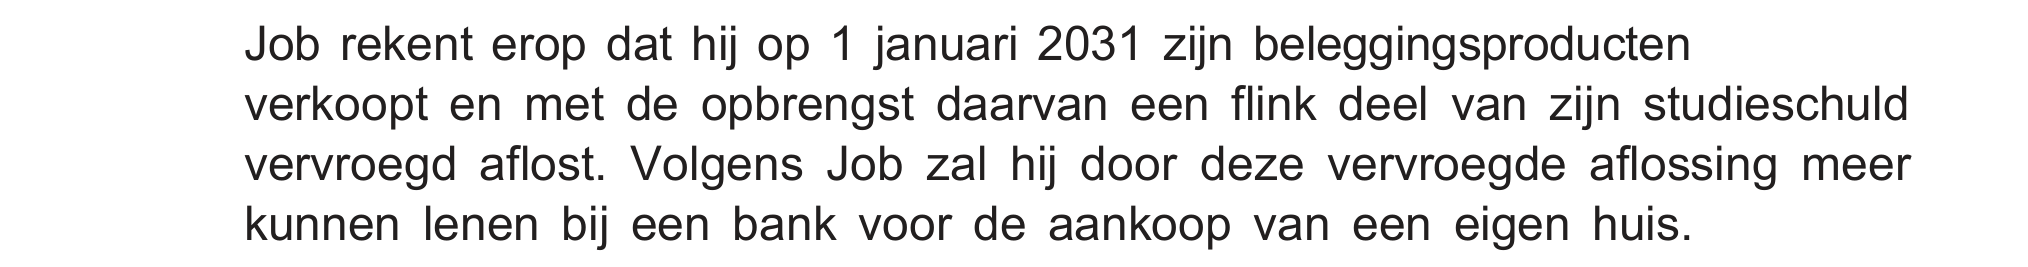 Job rekent erop dat hij op 1 januari 2031 zijn beleggingsproducten
verkoopt en met de opbrengst daarvan een flink deel van zijn studieschuld
vervroegd aflost. Volgens Job zal hij door deze vervroegde aflossing meer
kunnen lenen bij een bank voor de aankoop van een eigen huis.